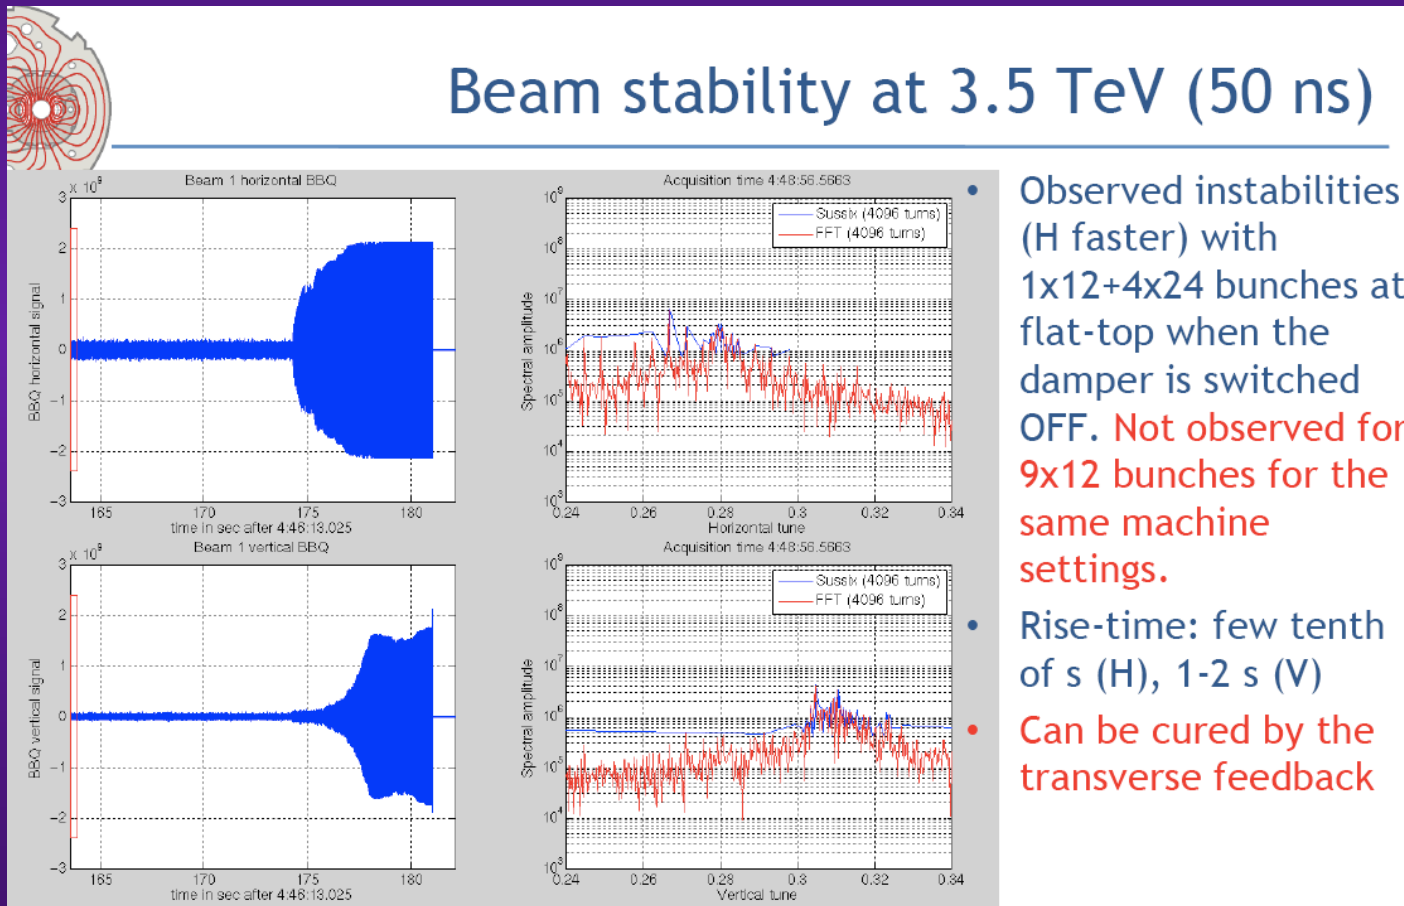 Beam stability at 3.5 TeV (50 ns)
Beam 1 horizontal BBQ
x 10^9
3
2
1
0
-1
-2
-3
BBQ horizontal signal
165 170 175 180
time in sec after 4:46:13.025
Acquisition time 4:48:56.5663
Sussix (4096 turns)
FFT (4096 turns)
10^9
10^8
10^7
10^6
10^5
10^4
10^3
Spectral amplitude
0.24 0.26 0.28 0.3 0.32 0.34
Horizontal tune
Beam 1 vertical BBQ
x 10^9
3
2
1
0
-1
-2
-3
BBQ vertical signal
165 170 175 180
time in sec after 4:46:13.025
Acquisition time 4:48:56.5663
Sussix (4096 turns)
FFT (4096 turns)
10^9
10^8
10^7
10^6
10^5
10^4
10^3
Spectral amplitude
0.24 0.26 0.28 0.3 0.32 0.34
Vertical tune
• Observed instabilities
(H faster) with
1x12+4x24 bunches at
flat-top when the
damper is switched
OFF. Not observed for
9x12 bunches for the
same machine
settings.
• Rise-time: few tenth
of s (H), 1-2 s (V)
• Can be cured by the
transverse feedback